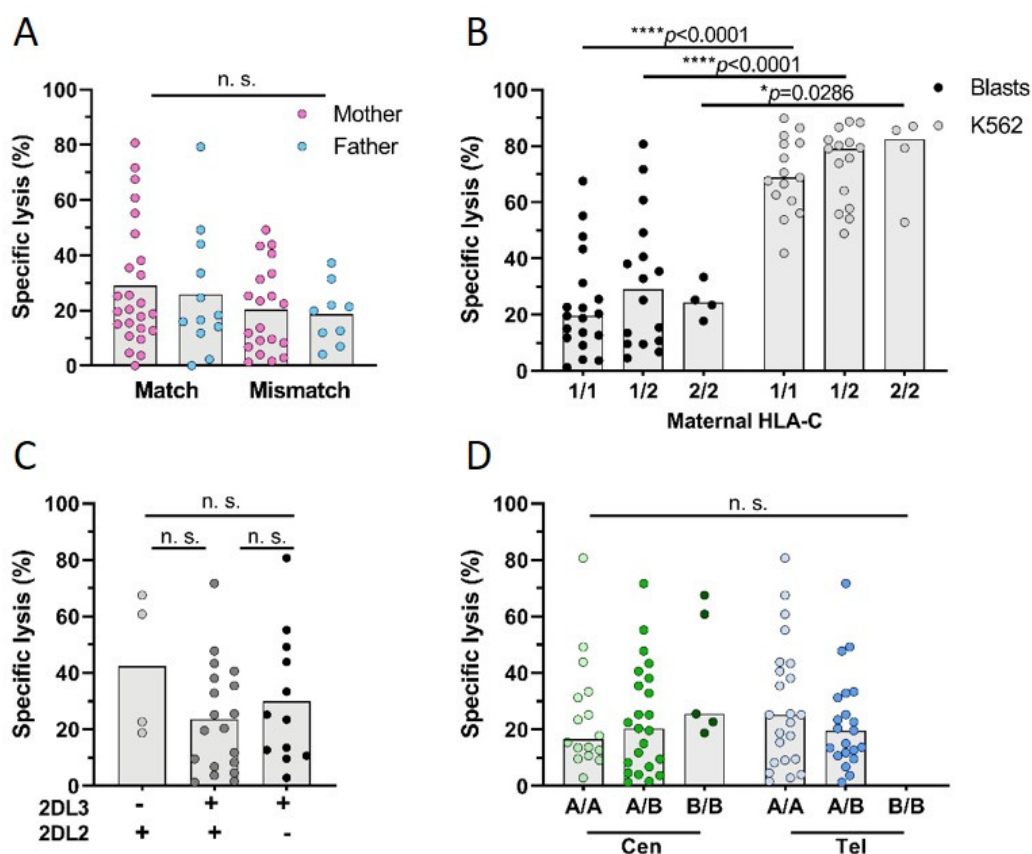 A
n. s.
Mother
Father
Specific lysis (%)
100
80
60
40
20
0
Match Mismatch
B
****p<0.0001
****p<0.0001
*p=0.0286
Blasts
K562
Specific lysis (%)
100
80
60
40
20
0
1/1 1/2 2/2 1/1 1/2 2/2
Maternal HLA-C
C
n. s.
n. s. n. s.
Specific lysis (%)
100
80
60
40
20
0
2DL3 - + +
2DL2 + + -
D
n. s.
Specific lysis (%)
100
80
60
40
20
0
A/A A/B B/B A/A A/B B/B
Cen Tel